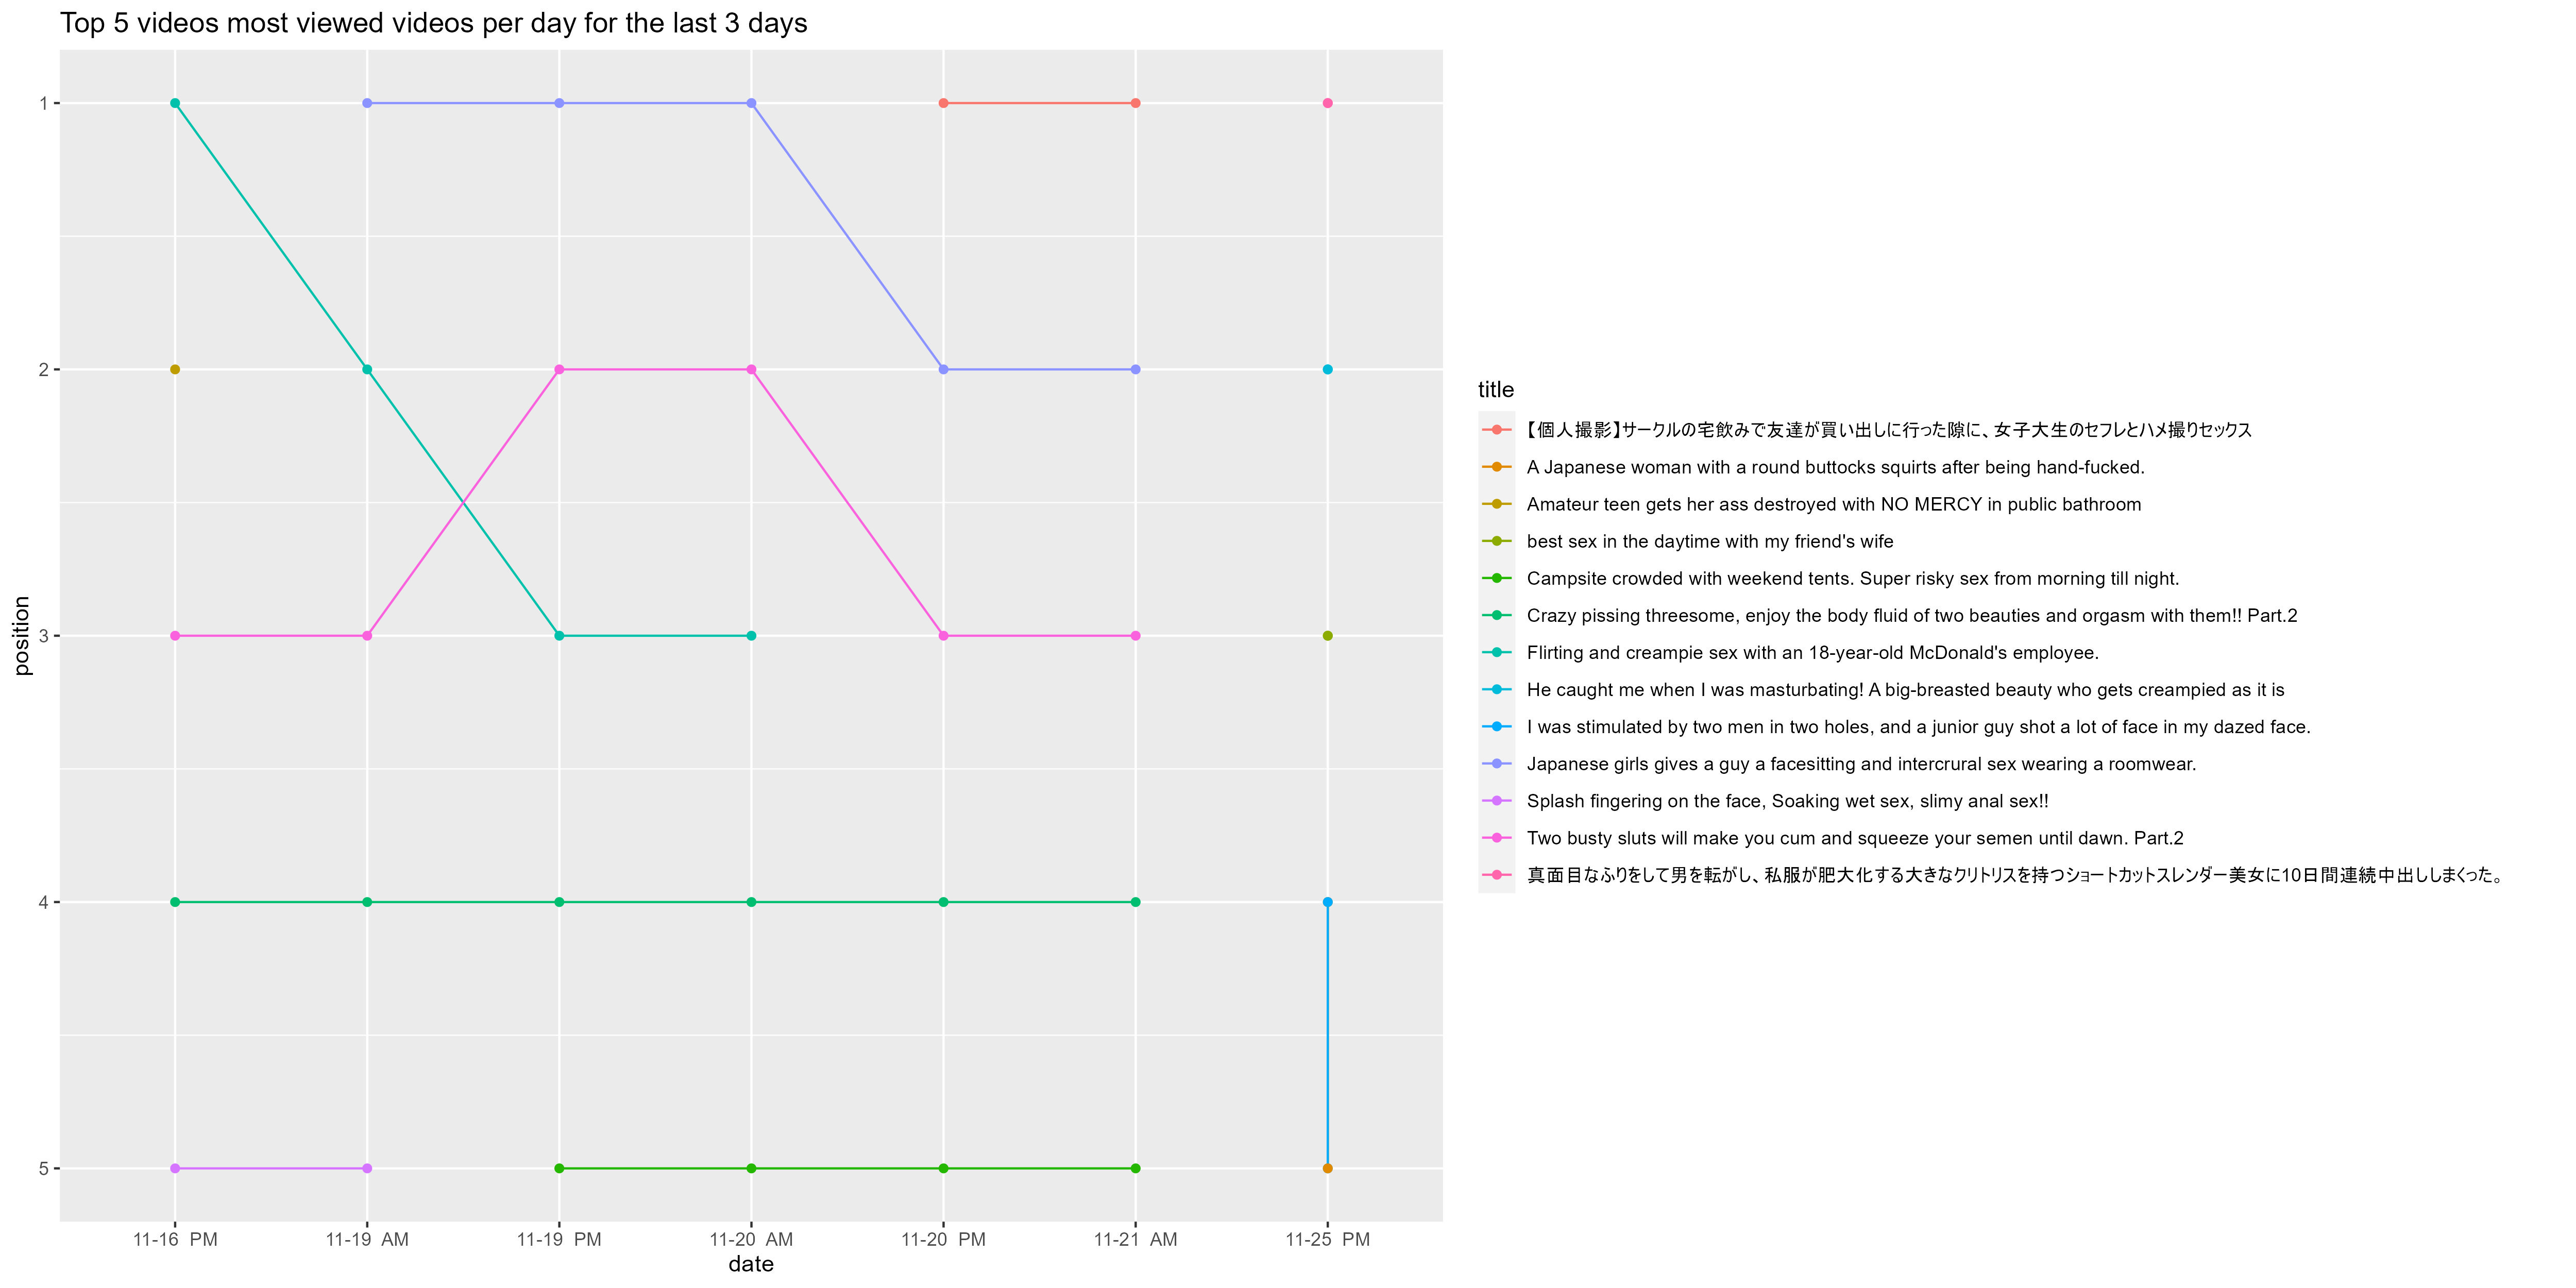 Top 5 videos most viewed videos per day for the last 3 days
position
1
2
3
4
5
11-16 PM
11-19 AM
11-19 PM
11-20 AM
11-20 PM
11-21 AM
11-25 PM
date
title
【個人撮影】サークルの宅飲みで友達が買い出しに行った隙に、女子大生のセフレとハメ撮りセックス
A Japanese woman with a round buttocks squirts after being hand-fucked.
Amateur teen gets her ass destroyed with NO MERCY in public bathroom
best sex in the daytime with my friend's wife
Campsite crowded with weekend tents. Super risky sex from morning till night.
Crazy pissing threesome, enjoy the body fluid of two beauties and orgasm with them!! Part.2
Flirting and creampie sex with an 18-year-old McDonald's employee.
He caught me when I was masturbating! A big-breasted beauty who gets creampied as it is
I was stimulated by two men in two holes, and a junior guy shot a lot of face in my dazed face.
Japanese girls gives a guy a facesitting and intercrural sex wearing a roomwear.
Splash fingering on the face, Soaking wet sex, slimy anal sex!!
Two busty sluts will make you cum and squeeze your semen until dawn. Part.2
真面目なふりをして男を転がし、私服が肥大化する大きなクリトリスを持つショートカットスレンダー美女に10日間連続中出ししまくった。